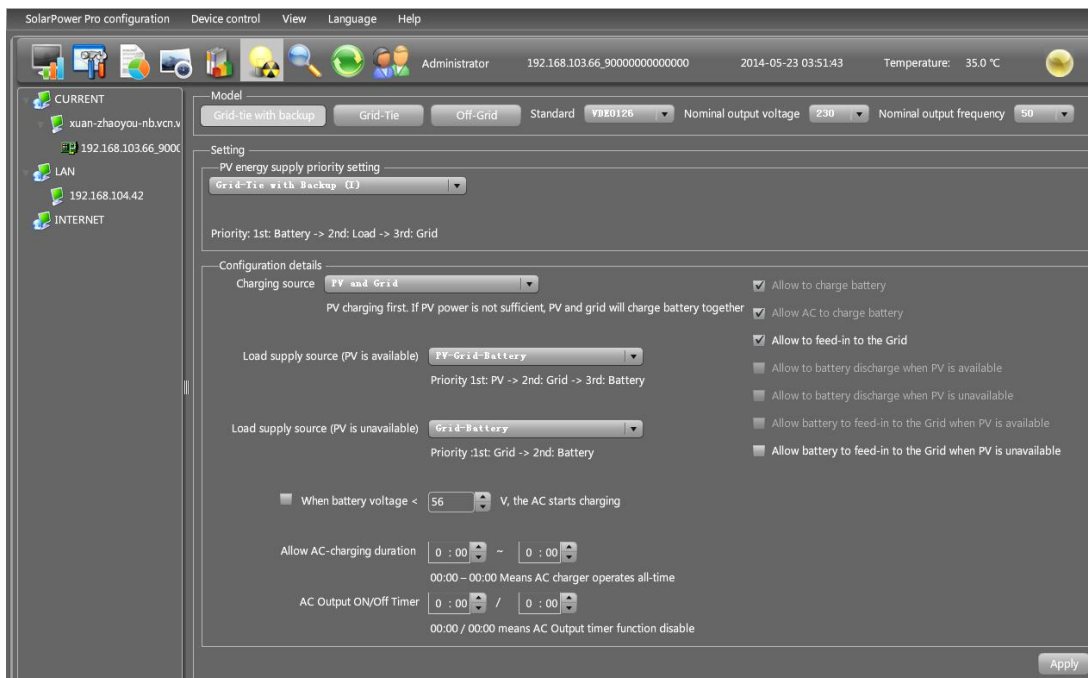 SolarPower Pro configuration Device control View Language Help
Administrator 192.168.103.66_90000000000000 2014-05-23 03:51:43 Temperature: 35.0 ℃
CURRENT
xuan-zhaoyou-nb.vcn.v
192.168.103.66_900C
LAN
192.168.104.42
INTERNET
Model
Grid-tie with backup Grid-Tie Off-Grid Standard VDE0126 Nominal output voltage 230 Nominal output frequency 50
Setting
PV energy supply priority setting
Grid-Tie with Backup (I)
Priority: 1st: Battery -> 2nd: Load -> 3rd: Grid
Configuration details
Charging source PV and Grid
PV charging first. If PV power is not sufficient, PV and grid will charge battery together
Load supply source (PV is available) PV-Grid-Battery
Priority 1st: PV -> 2nd: Grid -> 3rd: Battery
Load supply source (PV is unavailable) Grid-Battery
Priority :1st: Grid -> 2nd: Battery
When battery voltage < 56 V, the AC starts charging
Allow AC-charging duration 0 : 00 ~ 0 : 00
00:00 – 00:00 Means AC charger operates all-time
AC Output ON/Off Timer 0 : 00 / 0 : 00
00:00 / 00:00 means AC Output timer function disable
Allow to charge battery
Allow AC to charge battery
Allow to feed-in to the Grid
Allow to battery discharge when PV is available
Allow to battery discharge when PV is unavailable
Allow battery to feed-in to the Grid when PV is available
Allow battery to feed-in to the Grid when PV is unavailable
Apply